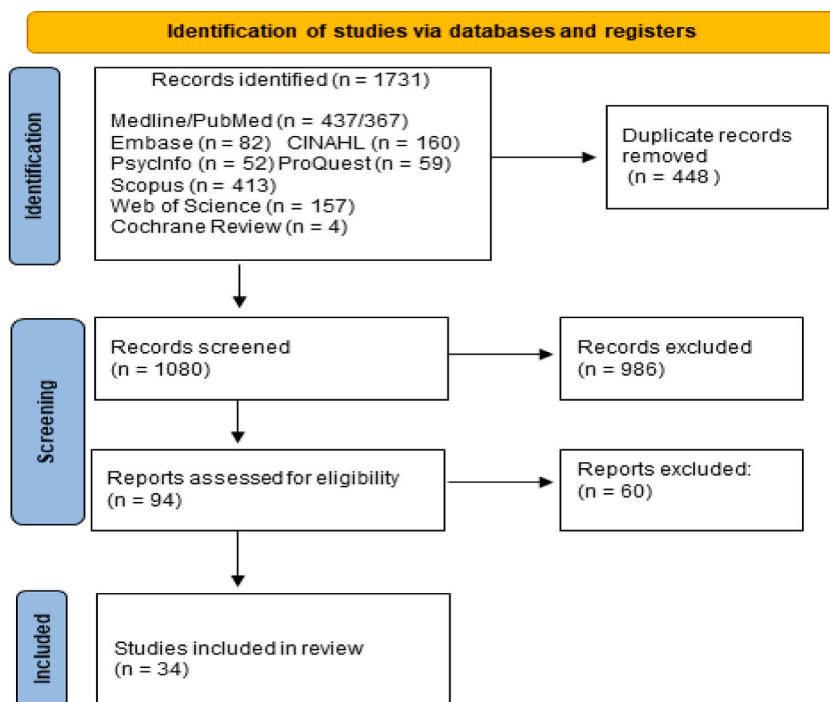 Identification of studies via databases and registers
Identification
Records identified (n = 1731)
Medline/PubMed (n = 437/367)
Embase (n = 82) CINAHL (n = 160)
PsycInfo (n = 52) ProQuest (n = 59)
Scopus (n = 413)
Web of Science (n = 157)
Cochrane Review (n = 4)
Duplicate records
removed
(n = 448 )
Screening
Records screened
(n = 1080)
Records excluded
(n = 986)
Reports assessed for eligibility
(n = 94)
Reports excluded:
(n = 60)
Included
Studies included in review
(n = 34)